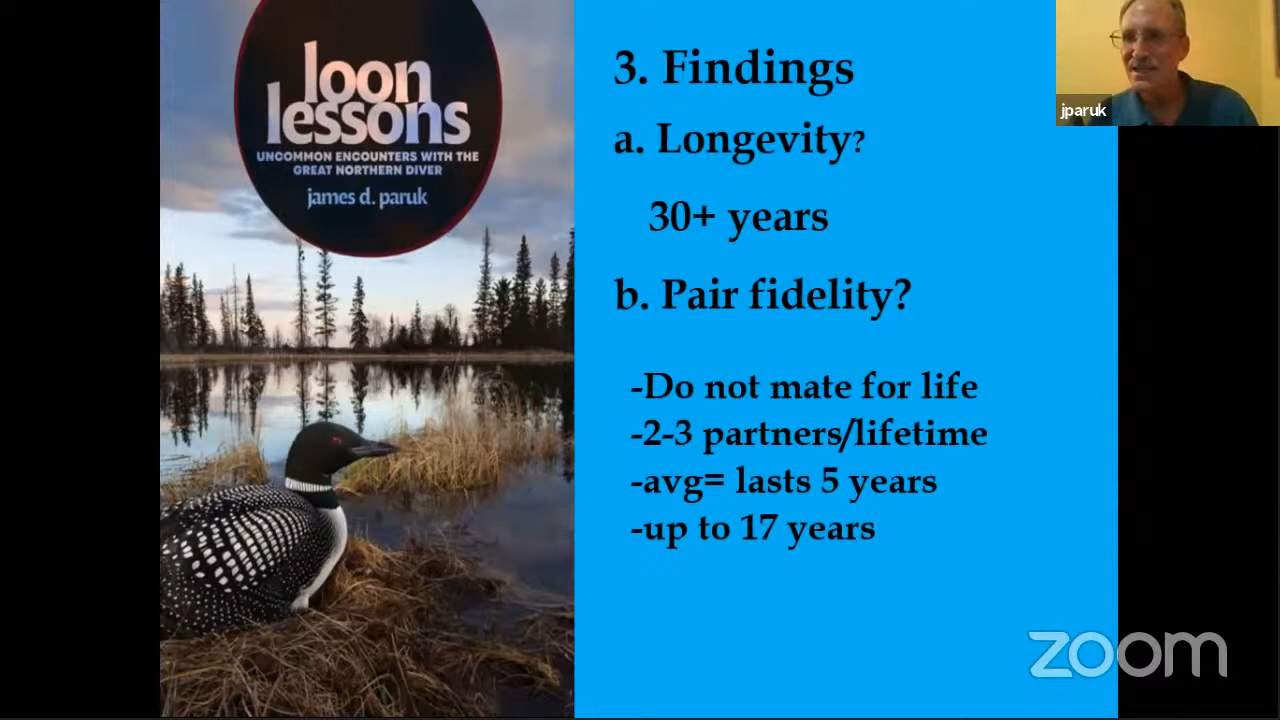 loon
lessons
UNCOMMON ENCOUNTERS WITH THE
GREAT NORTHERN DIVER
james d. paruk
3. Findings
a. Longevity?
30+ years
b. Pair fidelity?
-Do not mate for life
-2-3 partners/lifetime
-avg= lasts 5 years
-up to 17 years
jparuk
zoom